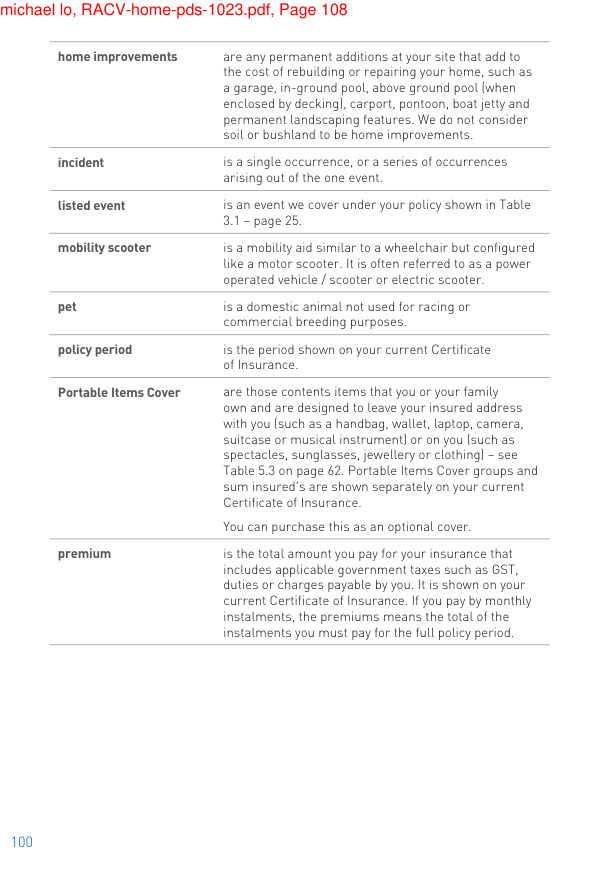 michael lo, RACV-home-pds-1023.pdf, Page 108
home improvements
are any permanent additions at your site that add to
the cost of rebuilding or repairing your home, such as
a garage, in-ground pool, above ground pool (when
enclosed by decking), carport, pontoon, boat jetty and
permanent landscaping features. We do not consider
soil or bushland to be home improvements.
incident
is a single occurrence, or a series of occurrences
arising out of the one event.
listed event
is an event we cover under your policy shown in Table
3.1 – page 25.
mobility scooter
is a mobility aid similar to a wheelchair but configured
like a motor scooter. It is often referred to as a power
operated vehicle / scooter or electric scooter.
pet
is a domestic animal not used for racing or
commercial breeding purposes.
policy period
is the period shown on your current Certificate
of Insurance.
Portable Items Cover
are those contents items that you or your family
own and are designed to leave your insured address
with you (such as a handbag, wallet, laptop, camera,
suitcase or musical instrument) or on you (such as
spectacles, sunglasses, jewellery or clothing) – see
Table 5.3 on page 62. Portable Items Cover groups and
sum insured's are shown separately on your current
Certificate of Insurance.
You can purchase this as an optional cover.
premium
is the total amount you pay for your insurance that
includes applicable government taxes such as GST,
duties or charges payable by you. It is shown on your
current Certificate of Insurance. If you pay by monthly
instalments, the premiums means the total of the
instalments you must pay for the full policy period.
100